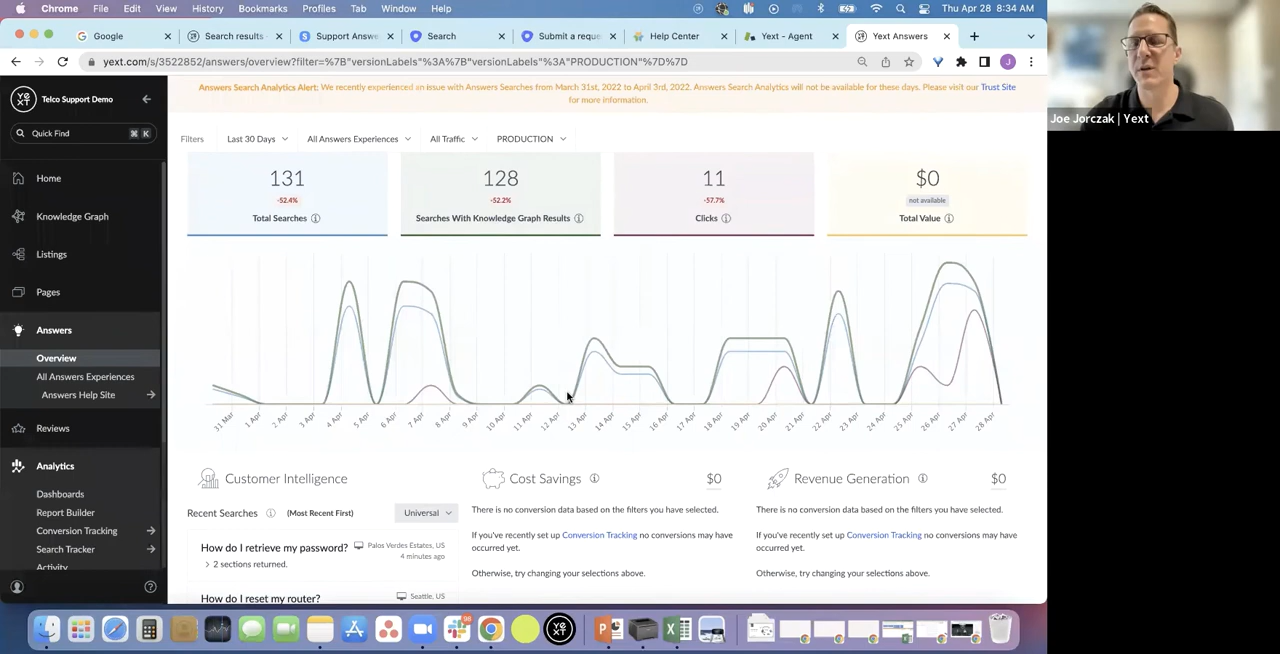 Chrome File Edit View History Bookmarks Profiles Tab Window Help Thu Apr 28 8:34 AM
Google Search results - Support Answe Search Submit a reque Help Center Yext - Agent Yext Answers
yext.com/s/3522852/answers/overview?filter=%7B"versionLabels"%3A%7B"versionLabels"%3A"PRODUCTION"%7D%7D
Joe Jorczak | Yext
Telco Support Demo
Quick Find ⌘ K
Home
Knowledge Graph
Listings
Pages
Answers
Overview
All Answers Experiences
Answers Help Site
Reviews
Analytics
Dashboards
Report Builder
Conversion Tracking
Search Tracker
Activity
Answers Search Analytics Alert: We recently experienced an issue with Answers Searches from March 31st, 2022 to April 3rd, 2022. Answers Search Analytics will not be available for these days. Please visit our Trust Site
for more information.
Filters Last 30 Days All Answers Experiences All Traffic PRODUCTION
131
-52.4%
Total Searches
128
-52.2%
Searches With Knowledge Graph Results
11
-57.7%
Clicks
$0
not available
Total Value
31 Mar 1 Apr 2 Apr 3 Apr 4 Apr 5 Apr 6 Apr 7 Apr 8 Apr 9 Apr 10 Apr 11 Apr 12 Apr 13 Apr 14 Apr 15 Apr 16 Apr 17 Apr 18 Apr 19 Apr 20 Apr 21 Apr 22 Apr 23 Apr 24 Apr 25 Apr 26 Apr 27 Apr 28 Apr
Customer Intelligence
Recent Searches (Most Recent First) Universal
How do I retrieve my password? Palos Verdes Estates, US
4 minutes ago
2 sections returned.
How do I reset my router? Seattle, US
Cost Savings $0
There is no conversion data based on the filters you have selected.
If you've recently set up Conversion Tracking no conversions may have
occurred yet.
Otherwise, try changing your selections above.
Revenue Generation $0
There is no conversion data based on the filters you have selected.
If you've recently set up Conversion Tracking no conversions may have
occurred yet.
Otherwise, try changing your selections above.
98
YEXT